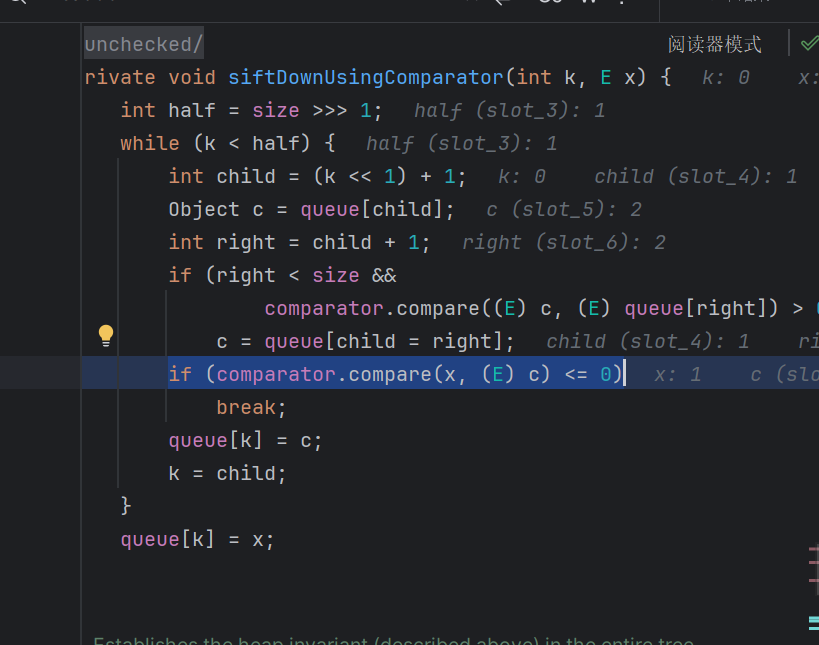 unchecked/
阅读器模式
rivate void siftDownUsingComparator(int k, E x) {   k: 0   x:
int half = size >>> 1;   half (slot_3): 1
while (k < half) {   half (slot_3): 1
int child = (k << 1) + 1;   k: 0   child (slot_4): 1
Object c = queue[child];   c (slot_5): 2
int right = child + 1;   right (slot_6): 2
if (right < size &&
comparator.compare((E) c, (E) queue[right]) >
c = queue[child = right];   child (slot_4): 1   ri
if (comparator.compare(x, (E) c) <= 0)   x: 1   c (slo
break;
queue[k] = c;
k = child;
}
queue[k] = x;
Establishes the heap invariant (described above) in the entire tree